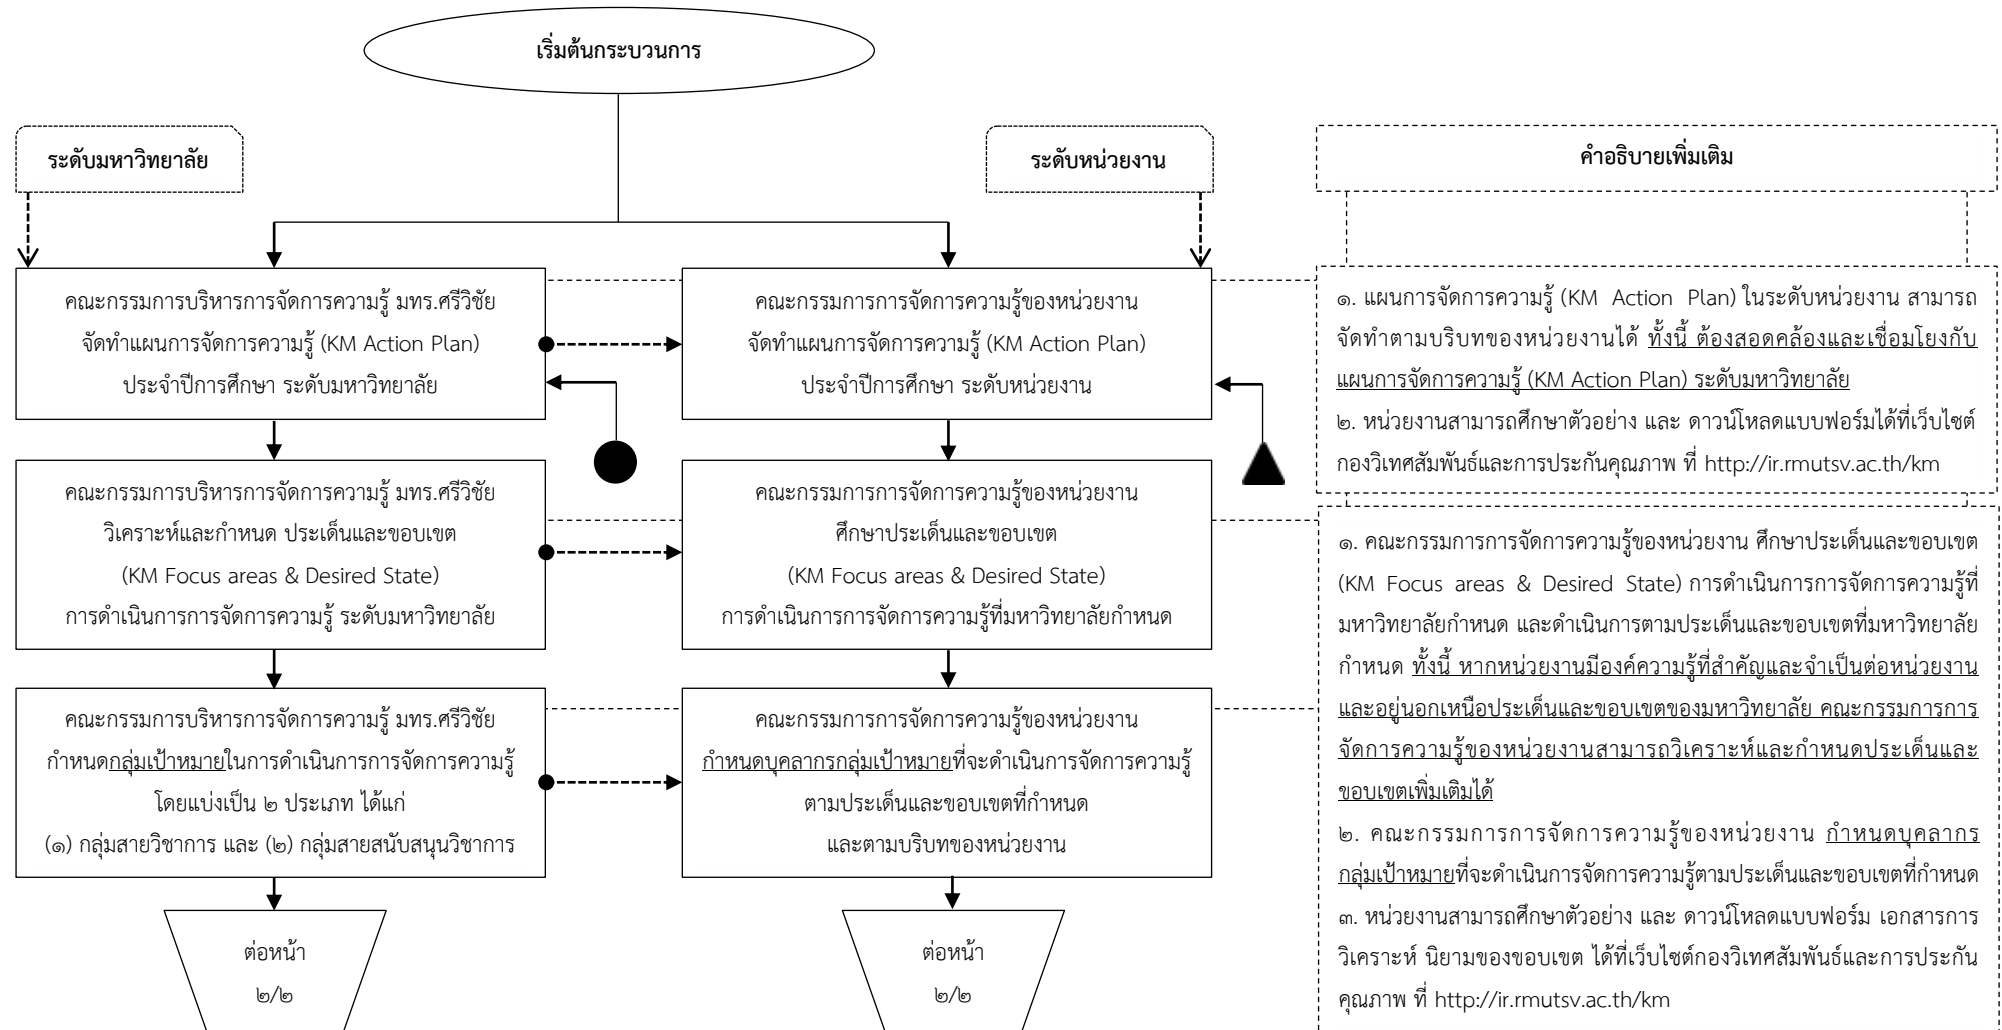 เริ่มต้นกระบวนการ
ระดับมหาวิทยาลัย
ระดับหน่วยงาน
คำอธิบายเพิ่มเติม
คณะกรรมการบริหารการจัดการความรู้ มทร.ศรีวิชัย
จัดทำแผนการจัดการความรู้ (KM Action Plan)
ประจำปีการศึกษา ระดับมหาวิทยาลัย
คณะกรรมการการจัดการความรู้ของหน่วยงาน
จัดทำแผนการจัดการความรู้ (KM Action Plan)
ประจำปีการศึกษา ระดับหน่วยงาน
๑. แผนการจัดการความรู้ (KM Action Plan) ในระดับหน่วยงาน สามารถ
จัดทำตามบริบทของหน่วยงานได้ ทั้งนี้ ต้องสอดคล้องและเชื่อมโยงกับ
แผนการจัดการความรู้ (KM Action Plan) ระดับมหาวิทยาลัย
๒. หน่วยงานสามารถศึกษาตัวอย่าง และ ดาวน์โหลดแบบฟอร์มได้ที่เว็บไซต์
กองวิเทศสัมพันธ์และการประกันคุณภาพ ที่ http://ir.rmutsv.ac.th/km
คณะกรรมการบริหารการจัดการความรู้ มทร.ศรีวิชัย
วิเคราะห์และกำหนด ประเด็นและขอบเขต
(KM Focus areas & Desired State)
การดำเนินการการจัดการความรู้ ระดับมหาวิทยาลัย
คณะกรรมการการจัดการความรู้ของหน่วยงาน
ศึกษาประเด็นและขอบเขต
(KM Focus areas & Desired State)
การดำเนินการการจัดการความรู้ที่มหาวิทยาลัยกำหนด
๑. คณะกรรมการการจัดการความรู้ของหน่วยงาน ศึกษาประเด็นและขอบเขต
(KM Focus areas & Desired State) การดำเนินการการจัดการความรู้ที่
มหาวิทยาลัยกำหนด และดำเนินการตามประเด็นและขอบเขตที่มหาวิทยาลัย
กำหนด ทั้งนี้ หากหน่วยงานมีองค์ความรู้ที่สำคัญและจำเป็นต่อหน่วยงาน
และอยู่นอกเหนือประเด็นและขอบเขตของมหาวิทยาลัย คณะกรรมการการ
จัดการความรู้ของหน่วยงานสามารถวิเคราะห์และกำหนดประเด็นและ
ขอบเขตเพิ่มเติมได้
๒. คณะกรรมการการจัดการความรู้ของหน่วยงาน กำหนดบุคลากร
กลุ่มเป้าหมายที่จะดำเนินการจัดการความรู้ตามประเด็นและขอบเขตที่กำหนด
๓. หน่วยงานสามารถศึกษาตัวอย่าง และ ดาวน์โหลดแบบฟอร์ม เอกสารการ
วิเคราะห์ นิยามของขอบเขต ได้ที่เว็บไซต์กองวิเทศสัมพันธ์และการประกัน
คุณภาพ ที่ http://ir.rmutsv.ac.th/km
คณะกรรมการบริหารการจัดการความรู้ มทร.ศรีวิชัย
กำหนดกลุ่มเป้าหมายในการดำเนินการการจัดการความรู้
โดยแบ่งเป็น ๒ ประเภท ได้แก่
(๑) กลุ่มสายวิชาการ และ (๒) กลุ่มสายสนับสนุนวิชาการ
คณะกรรมการการจัดการความรู้ของหน่วยงาน
กำหนดบุคลากรกลุ่มเป้าหมายที่จะดำเนินการจัดการความรู้
ตามประเด็นและขอบเขตที่กำหนด
และตามบริบทของหน่วยงาน
ต่อหน้า
๒/๒
ต่อหน้า
๒/๒